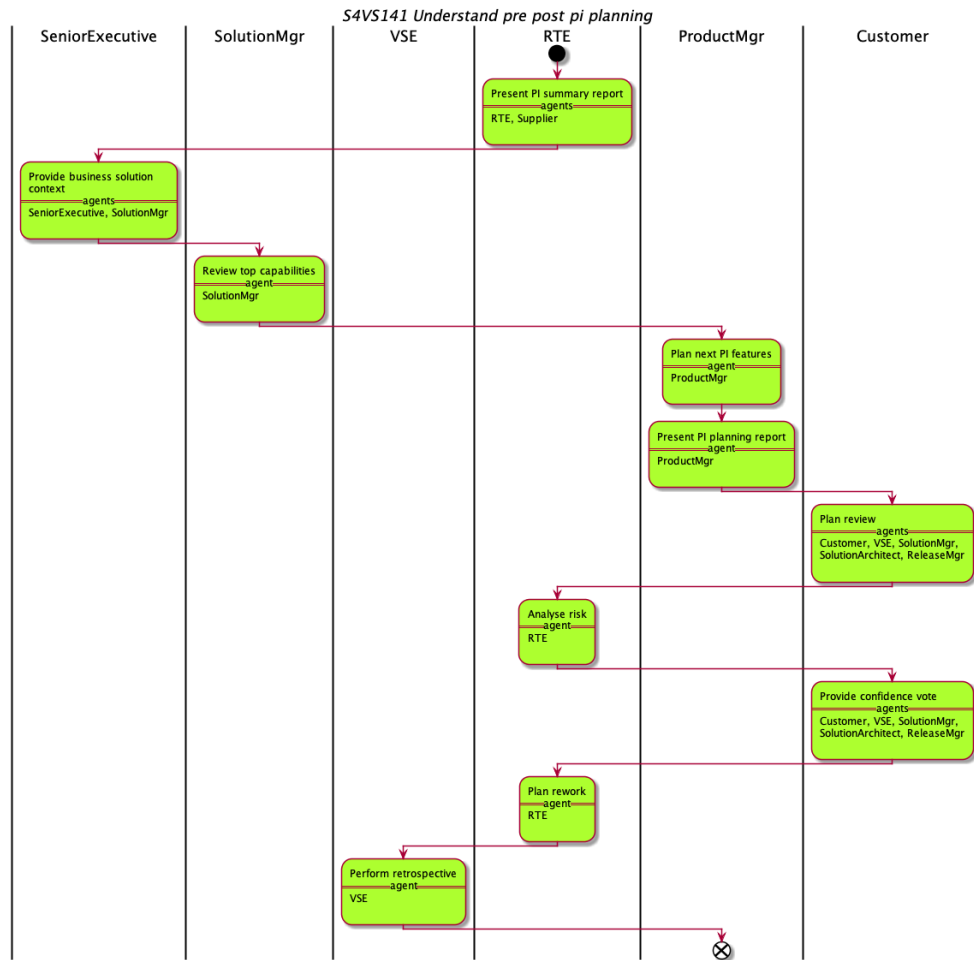 S4VS141 Understand pre post pi planning
SeniorExecutive
SolutionMgr
VSE
RTE
ProductMgr
Customer
Present PI summary report
agents
RTE, Supplier
Provide business solution
context
agents
SeniorExecutive, SolutionMgr
Review top capabilities
agent
SolutionMgr
Plan next PI features
agent
ProductMgr
Present PI planning report
agent
ProductMgr
Plan review
agents
Customer, VSE, SolutionMgr,
SolutionArchitect, ReleaseMgr
Analyse risk
agent
RTE
Provide confidence vote
agents
Customer, VSE, SolutionMgr,
SolutionArchitect, ReleaseMgr
Plan rework
agent
RTE
Perform retrospective
agent
VSE